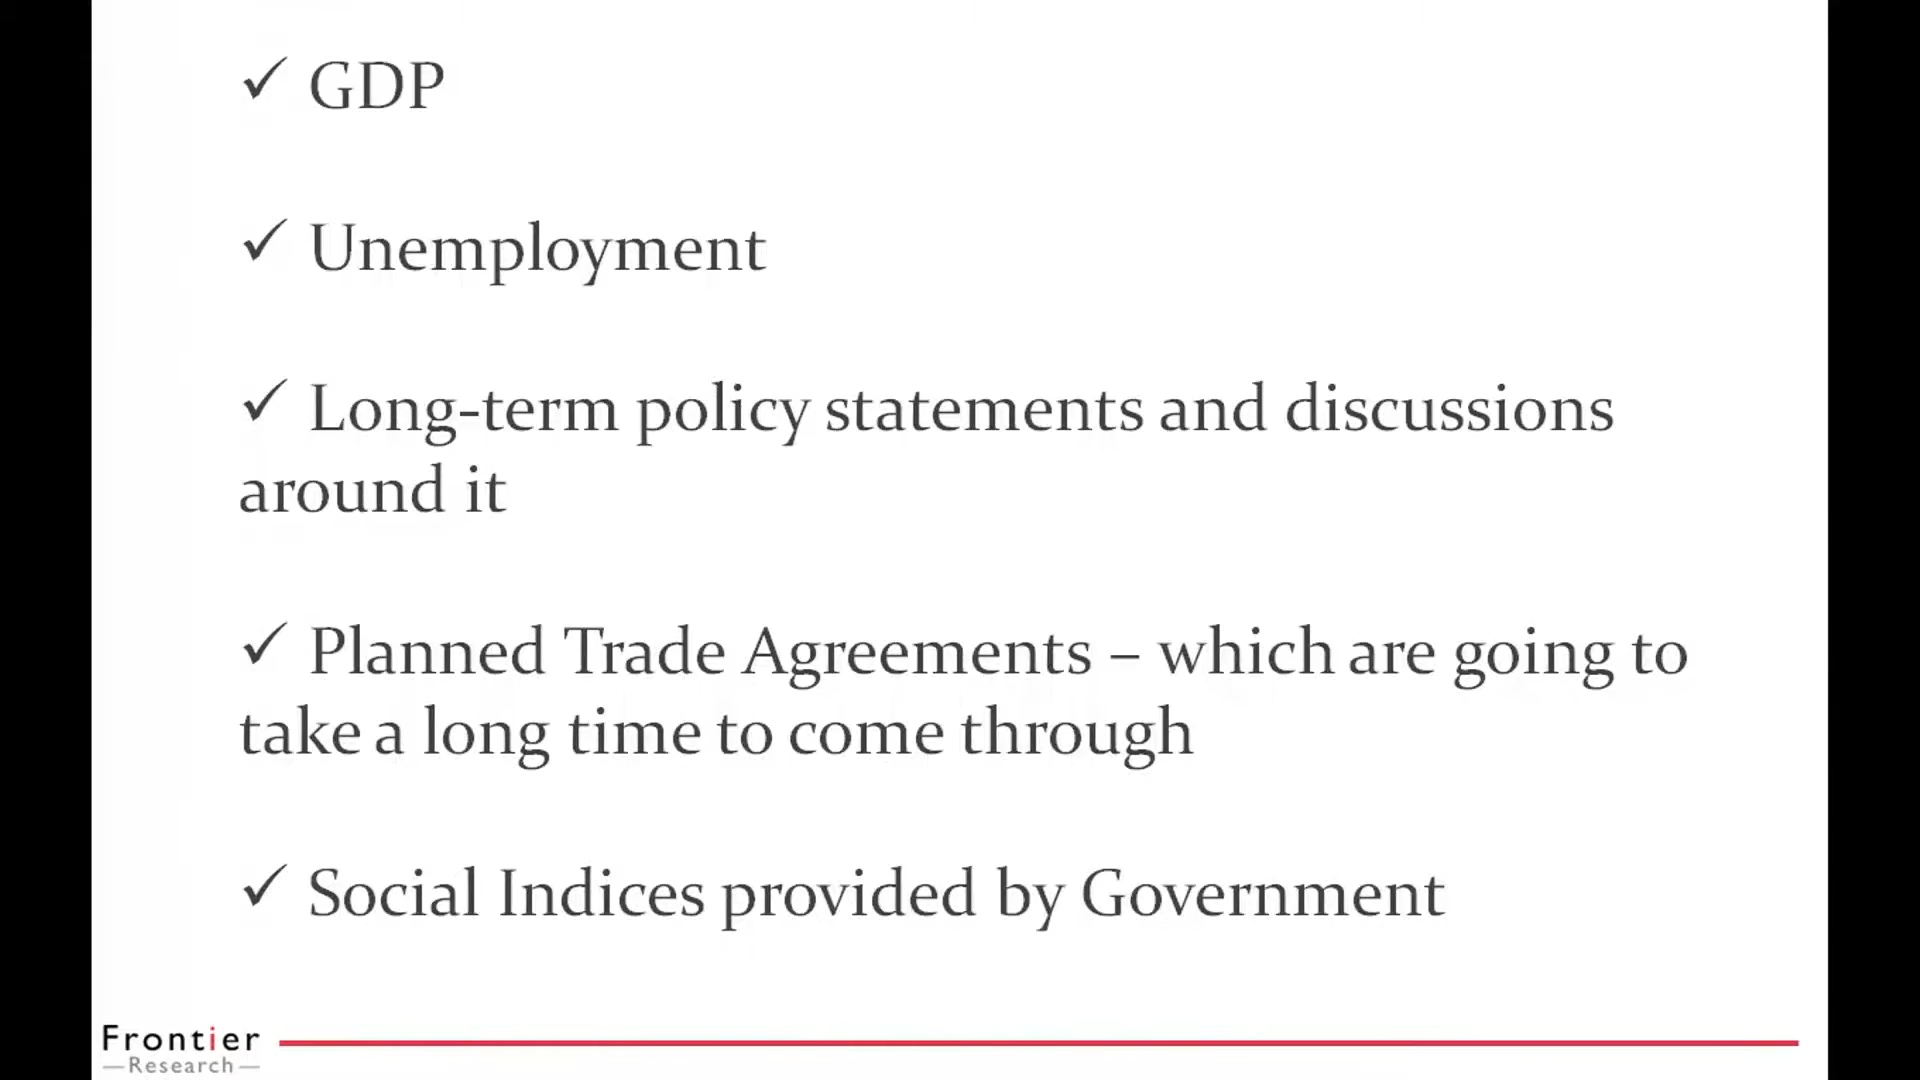 ✓ GDP
✓ Unemployment
✓ Long-term policy statements and discussions
around it
✓ Planned Trade Agreements – which are going to
take a long time to come through
✓ Social Indices provided by Government
Frontier
—Research—